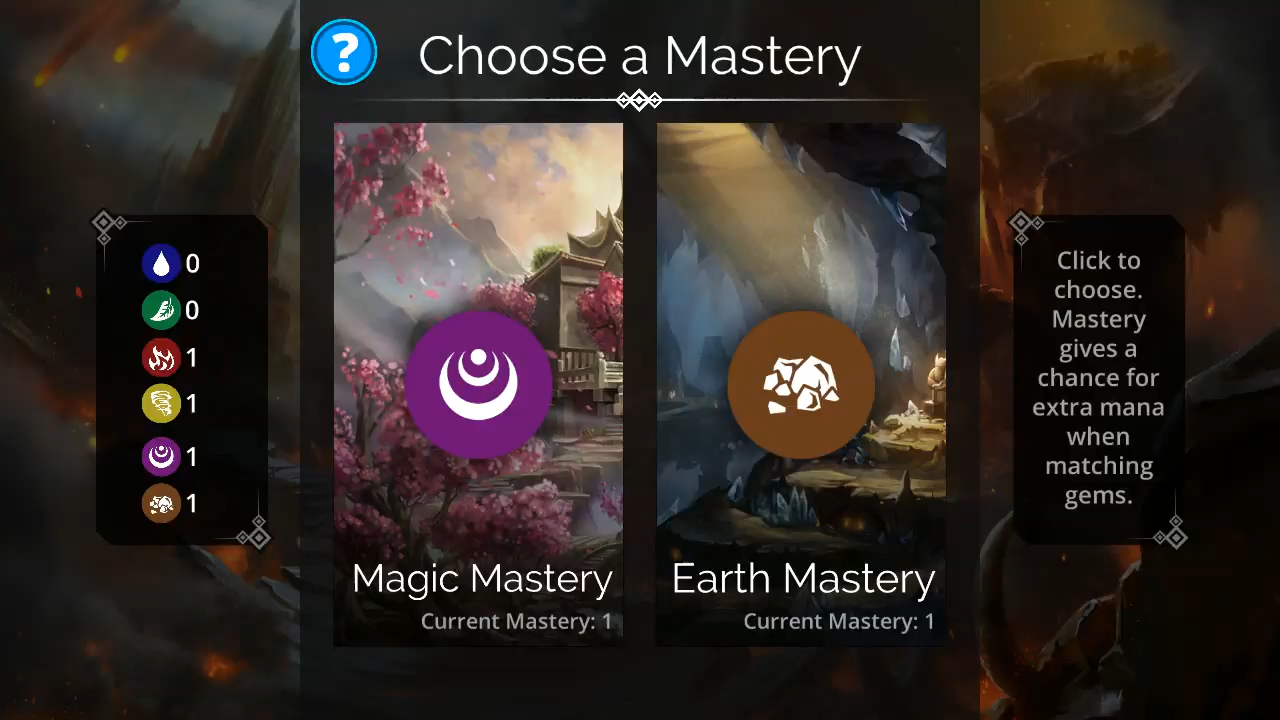 ?
Choose a Mastery
0
0
1
1
1
1
Magic Mastery
Current Mastery: 1
Earth Mastery
Current Mastery: 1
Click to
choose.
Mastery
gives a
chance for
extra mana
when
matching
gems.